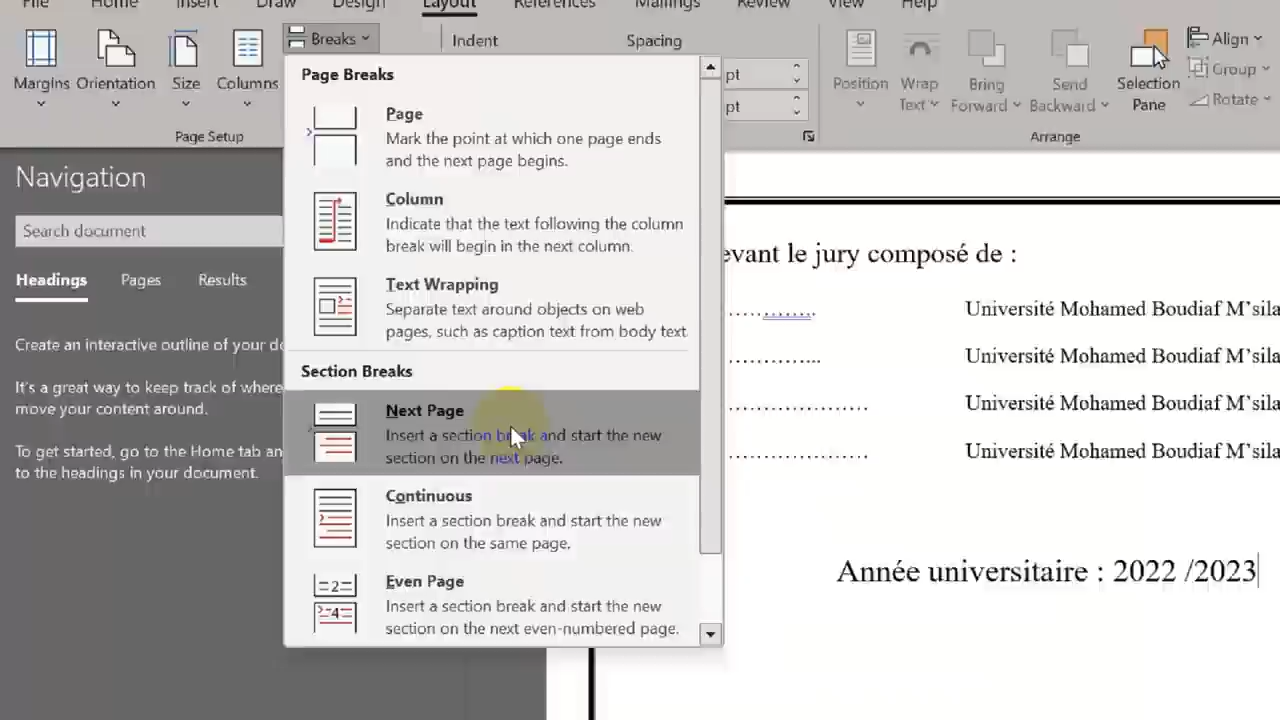 File Home Insert Draw Design Layout References Mailings Review View Help
Breaks
Indent
Spacing
Align
Group
Rotate
Margins
Orientation
Size
Columns
pt
pt
Position
Wrap
Text
Bring
Forward
Send
Backward
Selection
Pane
Page Setup
Arrange
Page Breaks
Page
Mark the point at which one page ends
and the next page begins.
Column
Indicate that the text following the column
break will begin in the next column.
Text Wrapping
Separate text around objects on web
pages, such as caption text from body text
Section Breaks
Next Page
Insert a section break and start the new
section on the next page.
Continuous
Insert a section break and start the new
section on the same page.
Even Page
Insert a section break and start the new
section on the next even-numbered page.
Navigation
Search document
Headings Pages Results
Create an interactive outline of your
It's a great way to keep track of where
move your content around.
To get started, go to the Home tab
to the headings in your document.
evant le jury composé de :
.............. Université Mohamed Boudiaf M'sila
.............. Université Mohamed Boudiaf M'sila
...................... Université Mohamed Boudiaf M'sila
...................... Université Mohamed Boudiaf M'sila
Année universitaire : 2022 /2023